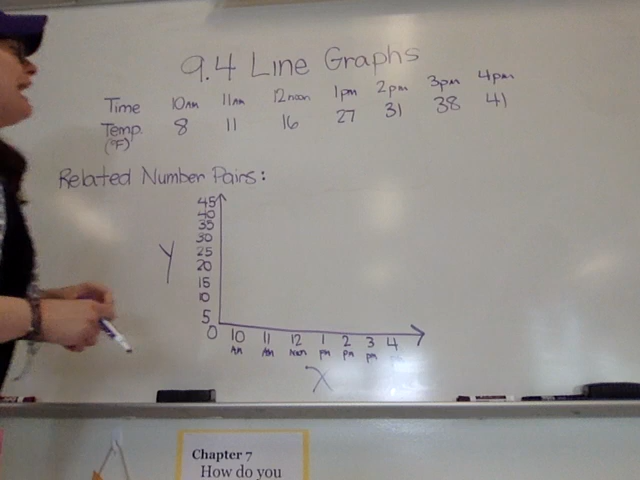 9.4 Line Graphs
Time 10AM 11AM 12noon 1pm 2pm 3pm 4pm
Temp. 8 11 16 27 31 38 41
(°F)
Related Number Pairs:
45
40
35
30
25
20
15
10
5
0
Y
10 11 12 1 2 3 4
AM AM Noon pm pm pm
X
Chapter 7
How do you